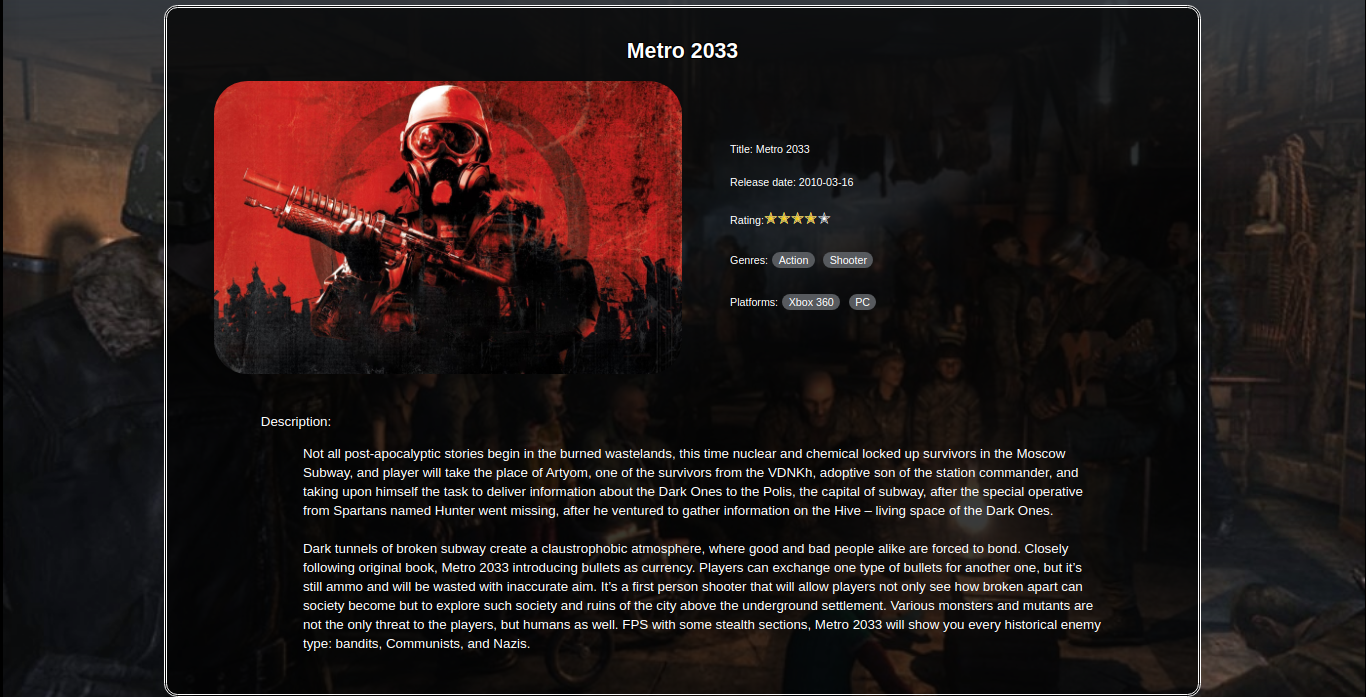 Metro 2033
Title: Metro 2033
Release date: 2010-03-16
Rating:
Genres: Action Shooter
Platforms: Xbox 360 PC
Description:
Not all post-apocalyptic stories begin in the burned wastelands, this time nuclear and chemical locked up survivors in the Moscow
Subway, and player will take the place of Artyom, one of the survivors from the VDNKh, adoptive son of the station commander, and
taking upon himself the task to deliver information about the Dark Ones to the Polis, the capital of subway, after the special operative
from Spartans named Hunter went missing, after he ventured to gather information on the Hive – living space of the Dark Ones.
Dark tunnels of broken subway create a claustrophobic atmosphere, where good and bad people alike are forced to bond. Closely
following original book, Metro 2033 introducing bullets as currency. Players can exchange one type of bullets for another one, but it’s
still ammo and will be wasted with inaccurate aim. It’s a first person shooter that will allow players not only see how broken apart can
society become but to explore such society and ruins of the city above the underground settlement. Various monsters and mutants are
not the only threat to the players, but humans as well. FPS with some stealth sections, Metro 2033 will show you every historical enemy
type: bandits, Communists, and Nazis.